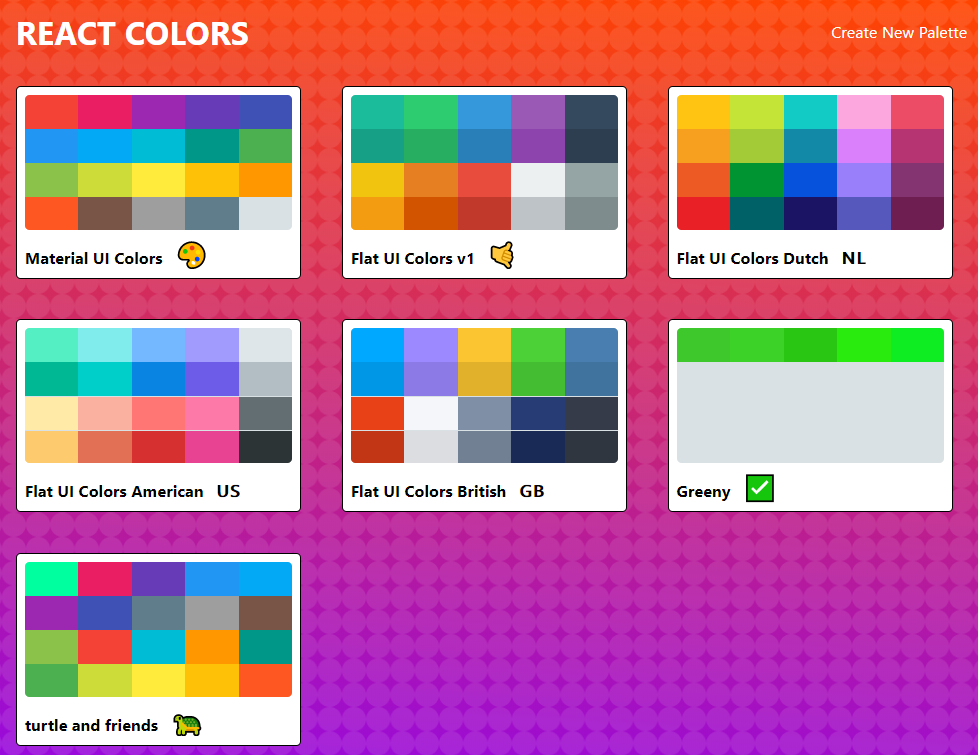 REACT COLORS
Create New Palette
Material UI Colors 🎨
Flat UI Colors v1 🤙
Flat UI Colors Dutch NL
Flat UI Colors American US
Flat UI Colors British GB
Greeny ✅
turtle and friends 🐢